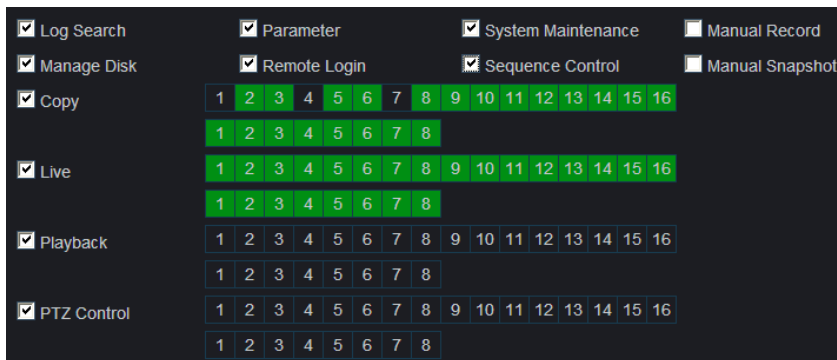 Log Search Parameter System Maintenance Manual Record
Manage Disk Remote Login Sequence Control Manual Snapshot
Copy 1 2 3 4 5 6 7 8 9 10 11 12 13 14 15 16
1 2 3 4 5 6 7 8
Live 1 2 3 4 5 6 7 8 9 10 11 12 13 14 15 16
1 2 3 4 5 6 7 8
Playback 1 2 3 4 5 6 7 8 9 10 11 12 13 14 15 16
1 2 3 4 5 6 7 8
PTZ Control 1 2 3 4 5 6 7 8 9 10 11 12 13 14 15 16
1 2 3 4 5 6 7 8